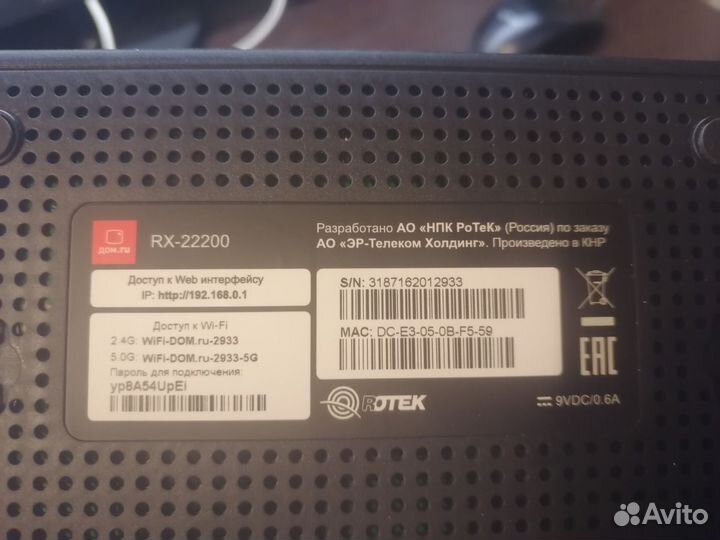 дом.ru
RX-22200
Разработано АО «НПК РоТеК» (Россия) по заказу
АО «ЭР-Телеком Холдинг». Произведено в КНР
Доступ к Web интерфейсу
IP: http://192.168.0.1
Доступ к Wi-Fi
2.4G: WiFi-DOM.ru-2933
5.0G: WiFi-DOM.ru-2933-5G
Пароль для подключения:
yp8A54UpEi
S/N: 3187162012933
MAC: DC-E3-05-0B-F5-59
ROTEK
EAC
9VDC/0.6A
Avito